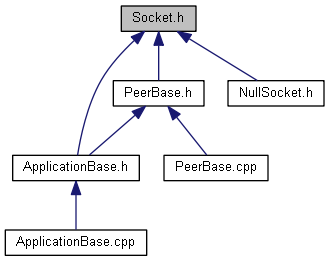 Socket.h
PeerBase.h
NullSocket.h
ApplicationBase.h
PeerBase.cpp
ApplicationBase.cpp